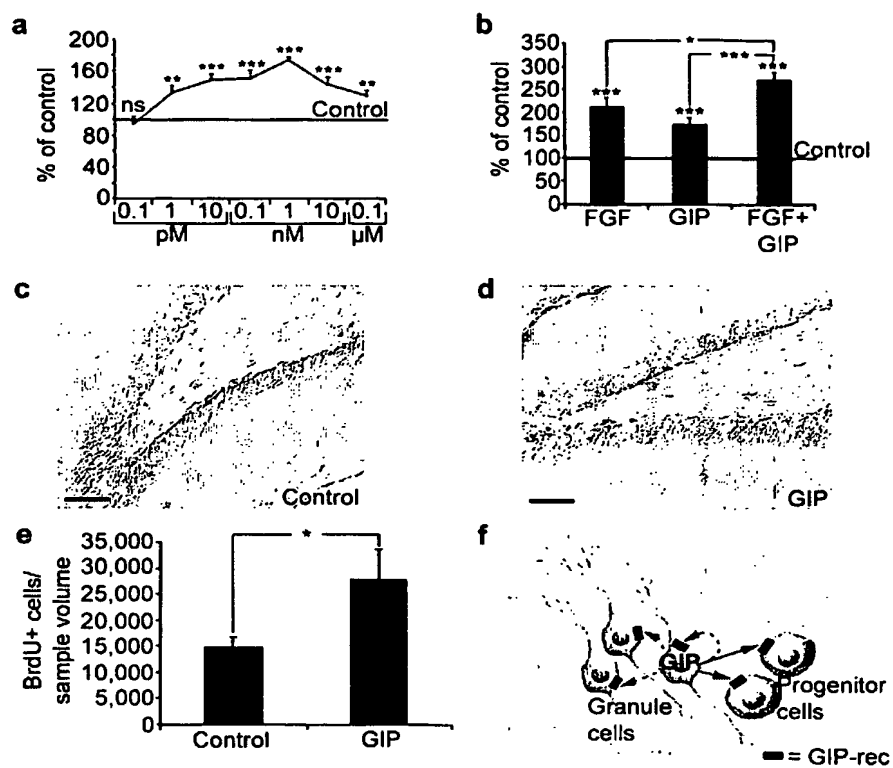 a
% of control
200
160
120
80
40
0
ns
**
***
***
***
***
**
Control
0.1 1 10 0.1 1 10 0.1
pM nM µM
b
% of control
350
300
250
200
150
100
50
0
*
***
***
***
***
Control
FGF GIP FGF+
GIP
c
Control
d
GIP
e
BrdU+ cells/
sample volume
35,000
30,000
25,000
20,000
15,000
10,000
5,000
0
*
Control GIP
f
GIP
Granule
cells
Progenitor
cells
= GIP-rec